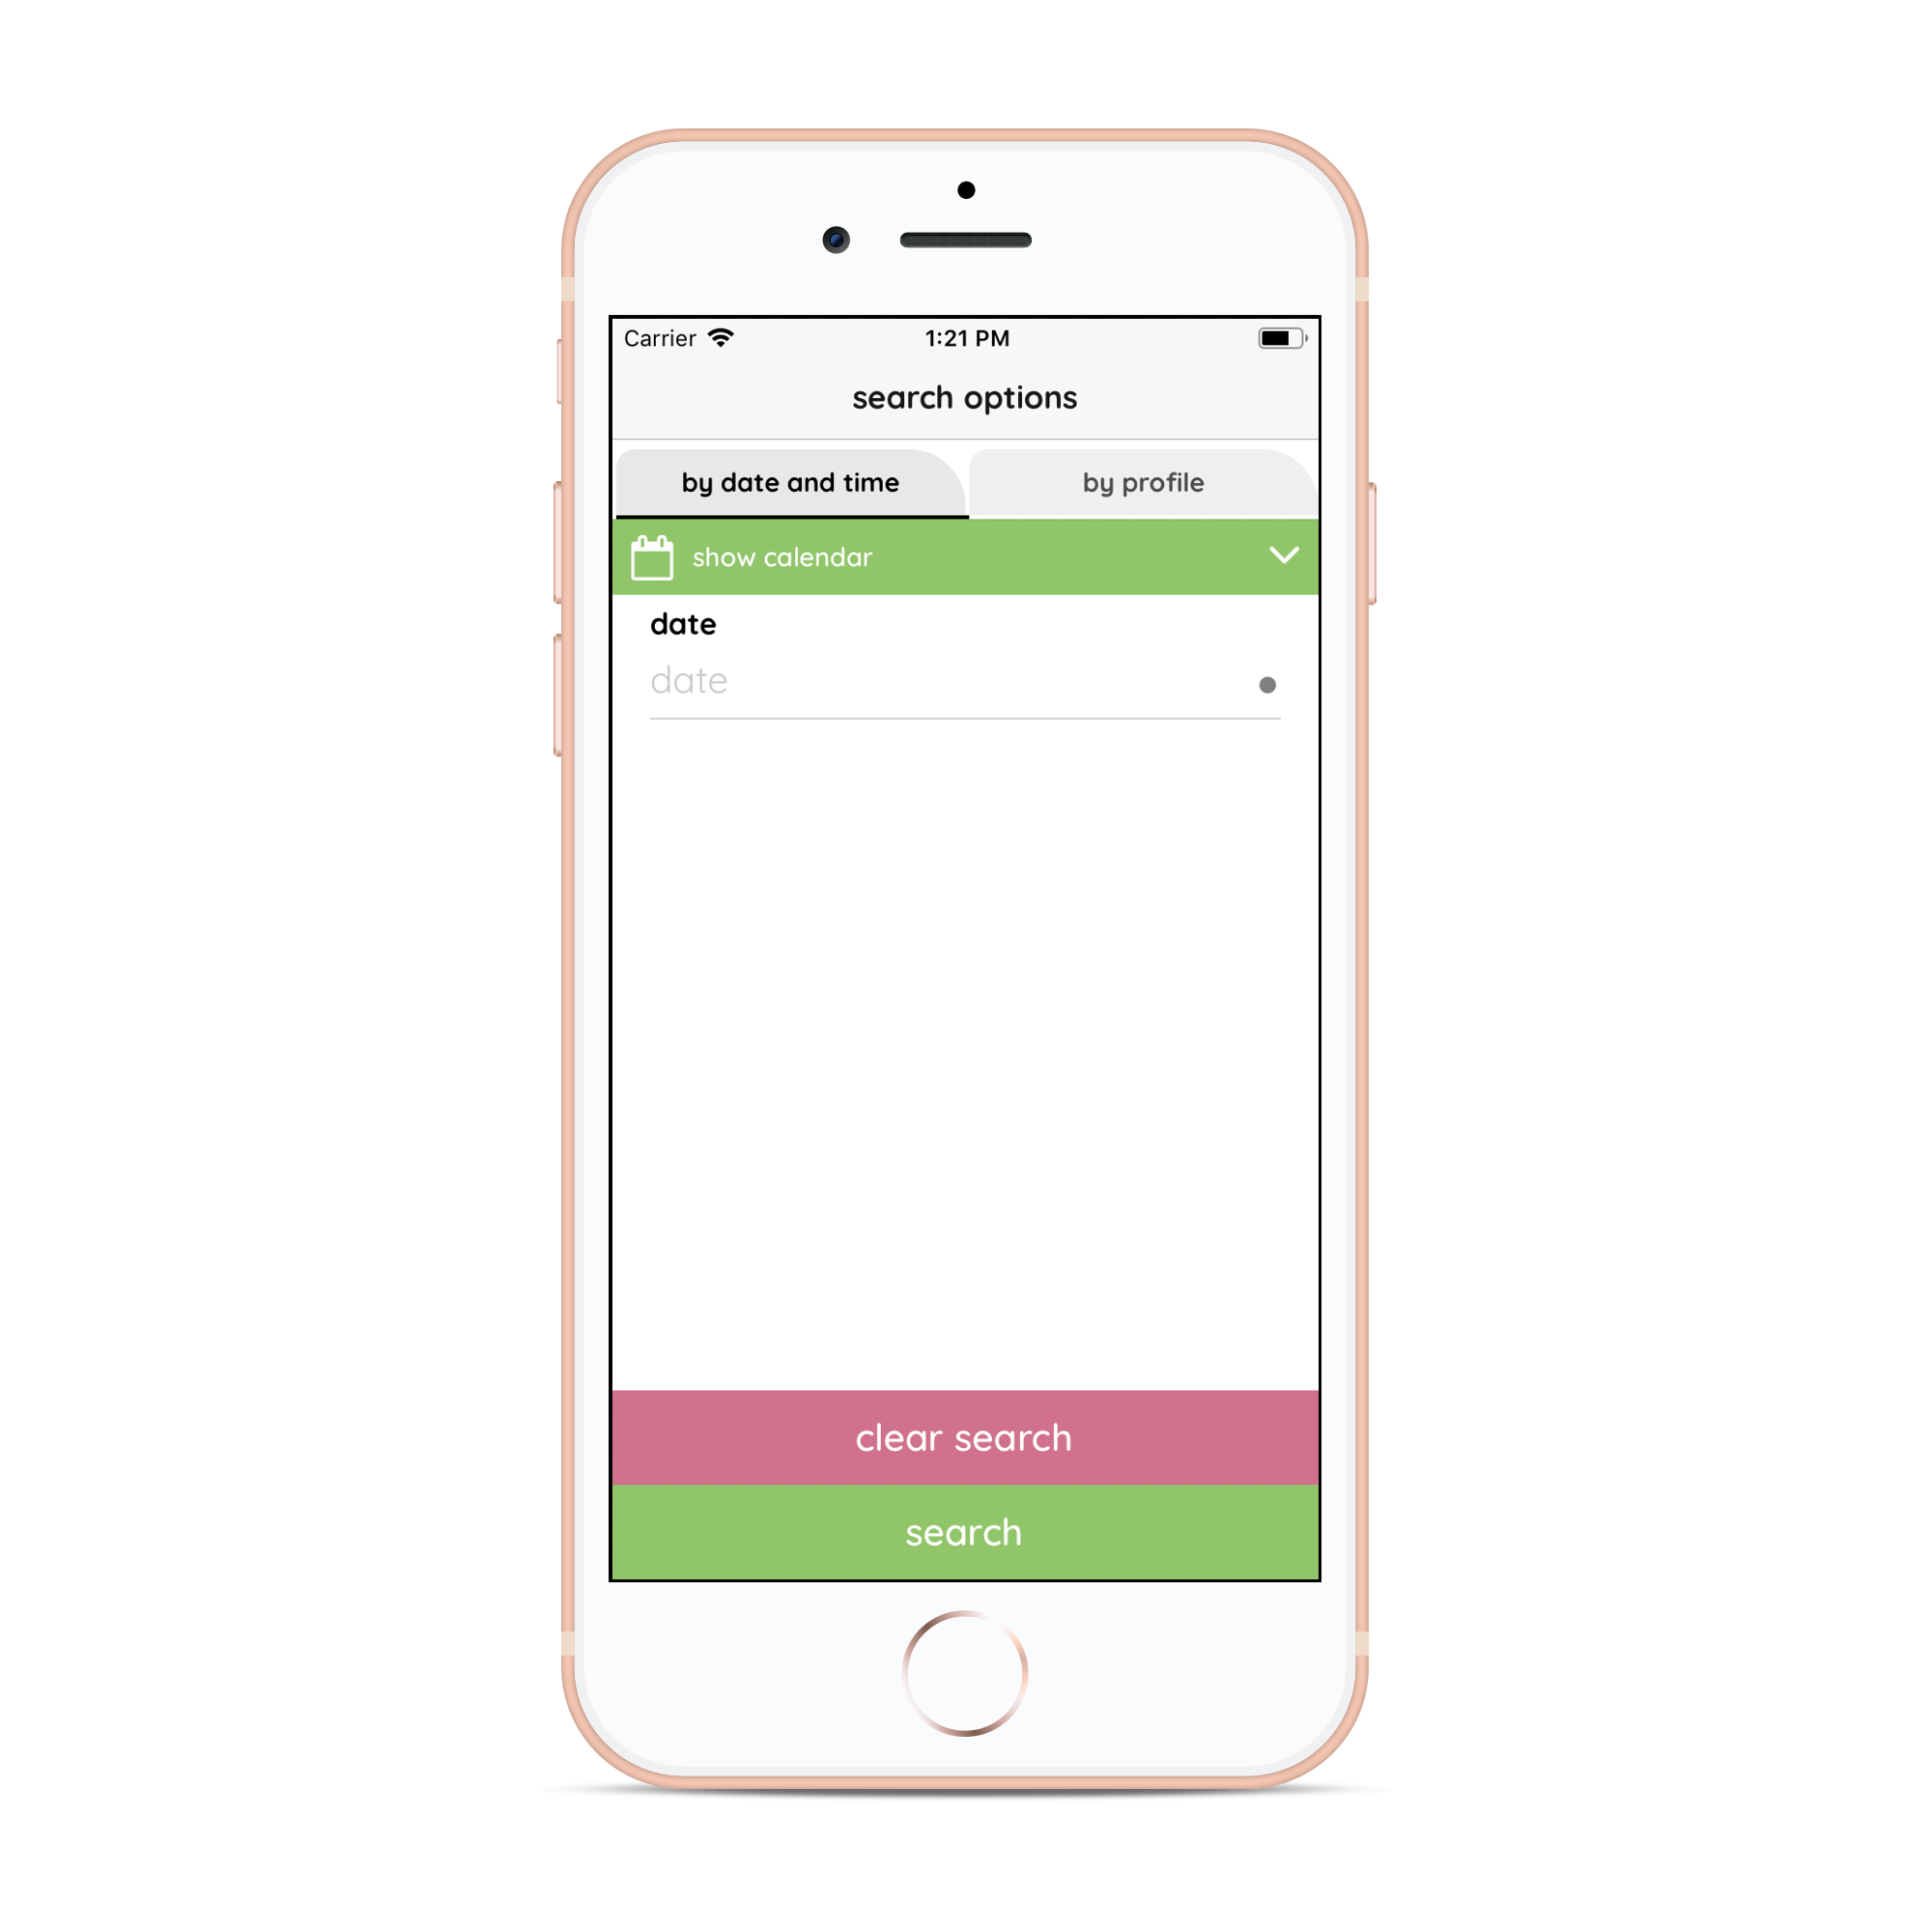 Carrier 1:21 PM
search options
by date and time by profile
show calendar
date
date
clear search
search